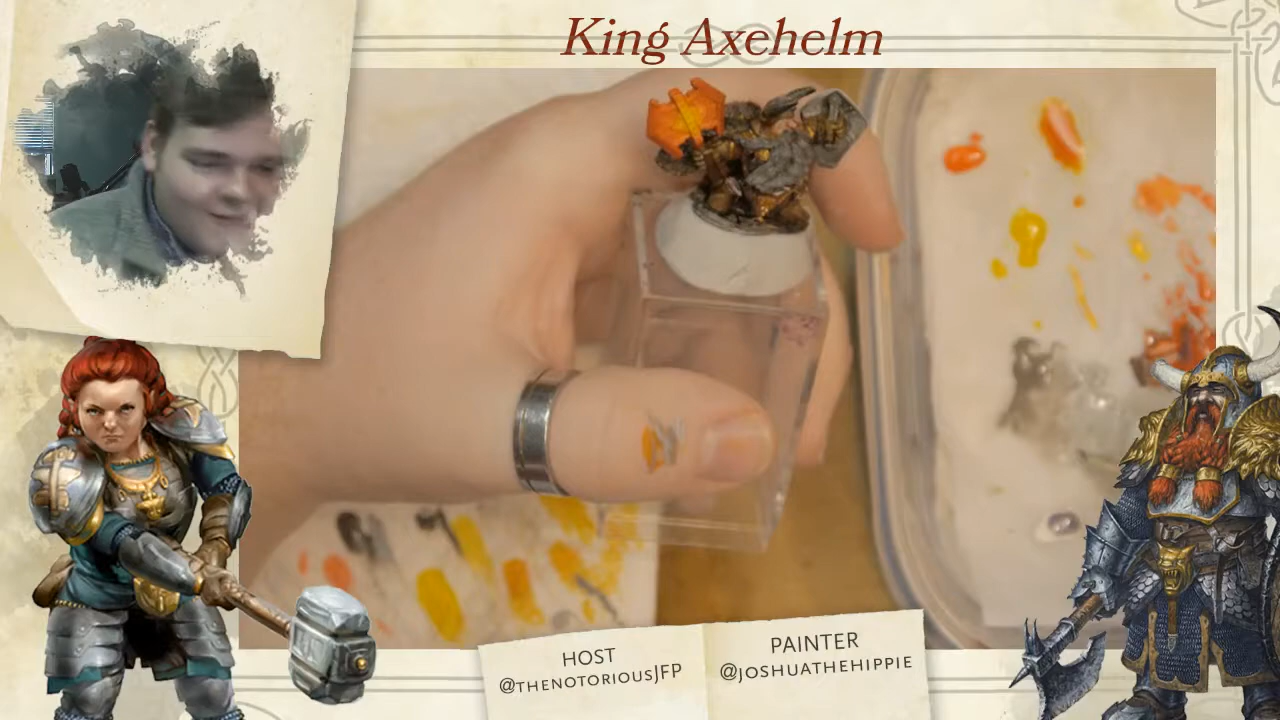 King Axehelm
HOST
@THENOTORIOUSJFP
PAINTER
@JOSHUATHEHIPPIE